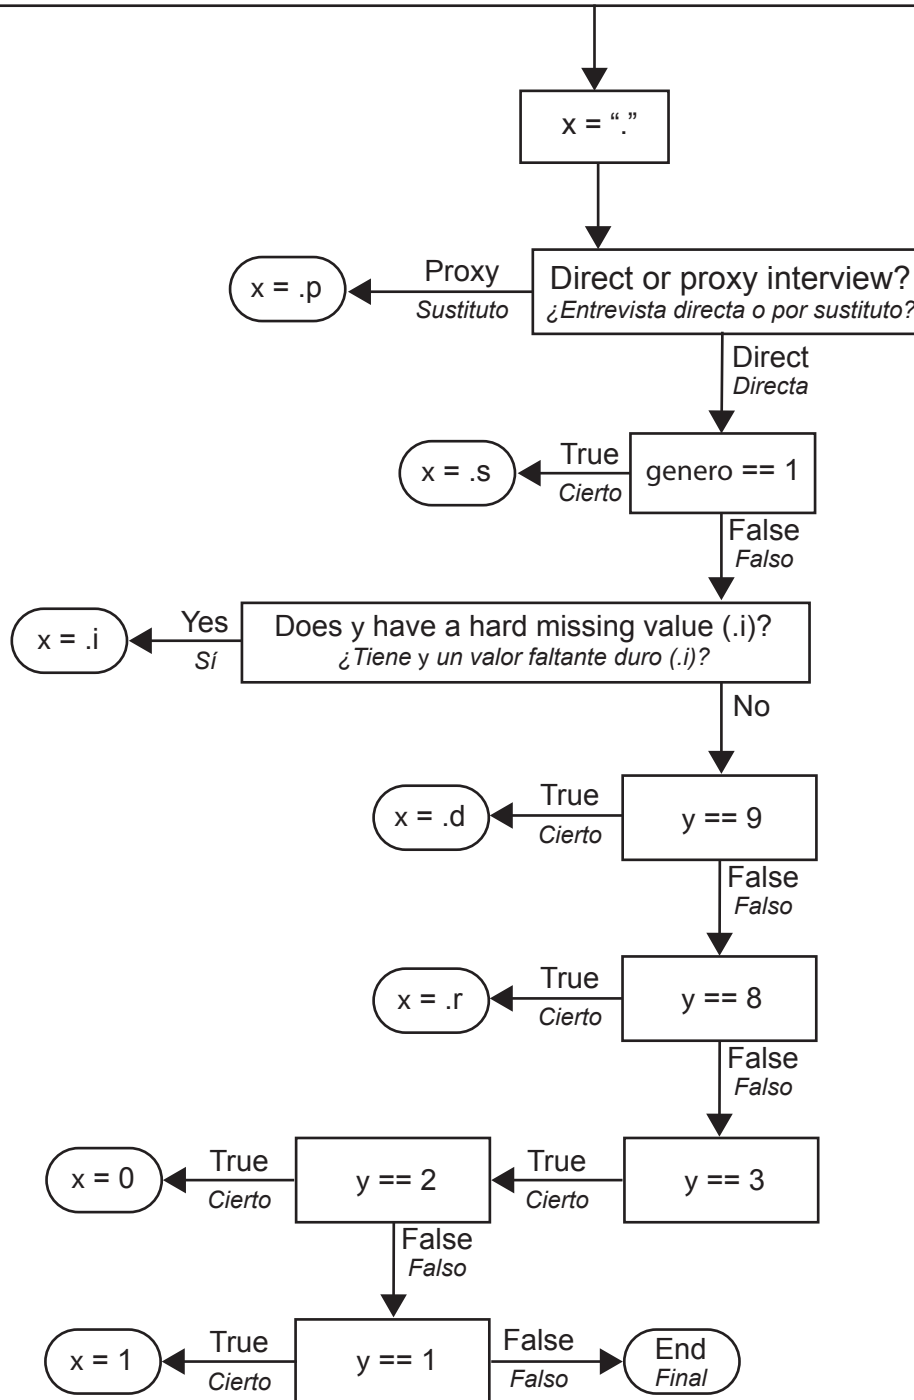 x = “.”
Direct or proxy interview?
¿Entrevista directa o por sustituto?
Proxy
Sustituto
x = .p
Direct
Directa
genero == 1
True
Cierto
x = .s
False
Falso
Does y have a hard missing value (.i)?
¿Tiene y un valor faltante duro (.i)?
Yes
Sí
x = .i
No
y == 9
True
Cierto
x = .d
False
Falso
y == 8
True
Cierto
x = .r
False
Falso
y == 3
True
Cierto
y == 2
True
Cierto
x = 0
False
Falso
y == 1
True
Cierto
x = 1
False
Falso
End
Final